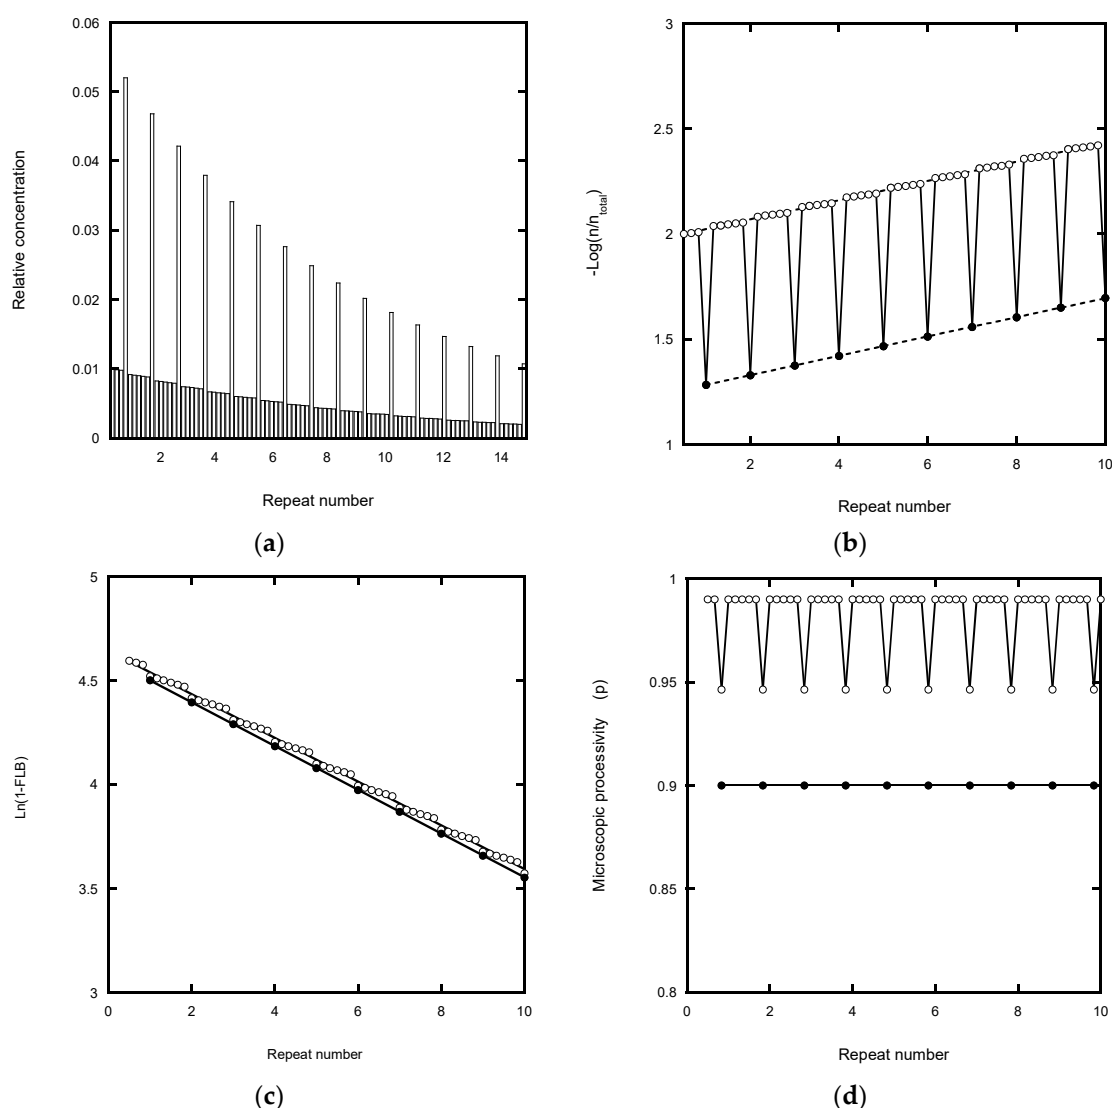 0.06
0.05
0.04
0.03
0.02
0.01
0
2 4 6 8 10 12 14
Relative concentration
Repeat number
(a)
3
2.5
2
1.5
1
2 4 6 8 10
-Log(n/n_total)
Repeat number
(b)
5
4.5
4
3.5
3
0 2 4 6 8 10
Ln(1-FLB)
Repeat number
(c)
1
0.95
0.9
0.85
0.8
0 2 4 6 8 10
Microscopic processivity (p)
Repeat number
(d)